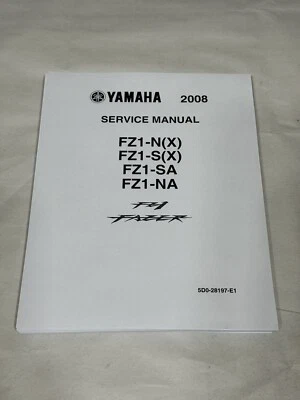 YAMAHA 2008
SERVICE MANUAL
FZ1-N(X)
FZ1-S(X)
FZ1-SA
FZ1-NA
FZ1
FAZER
5D0-28197-E1